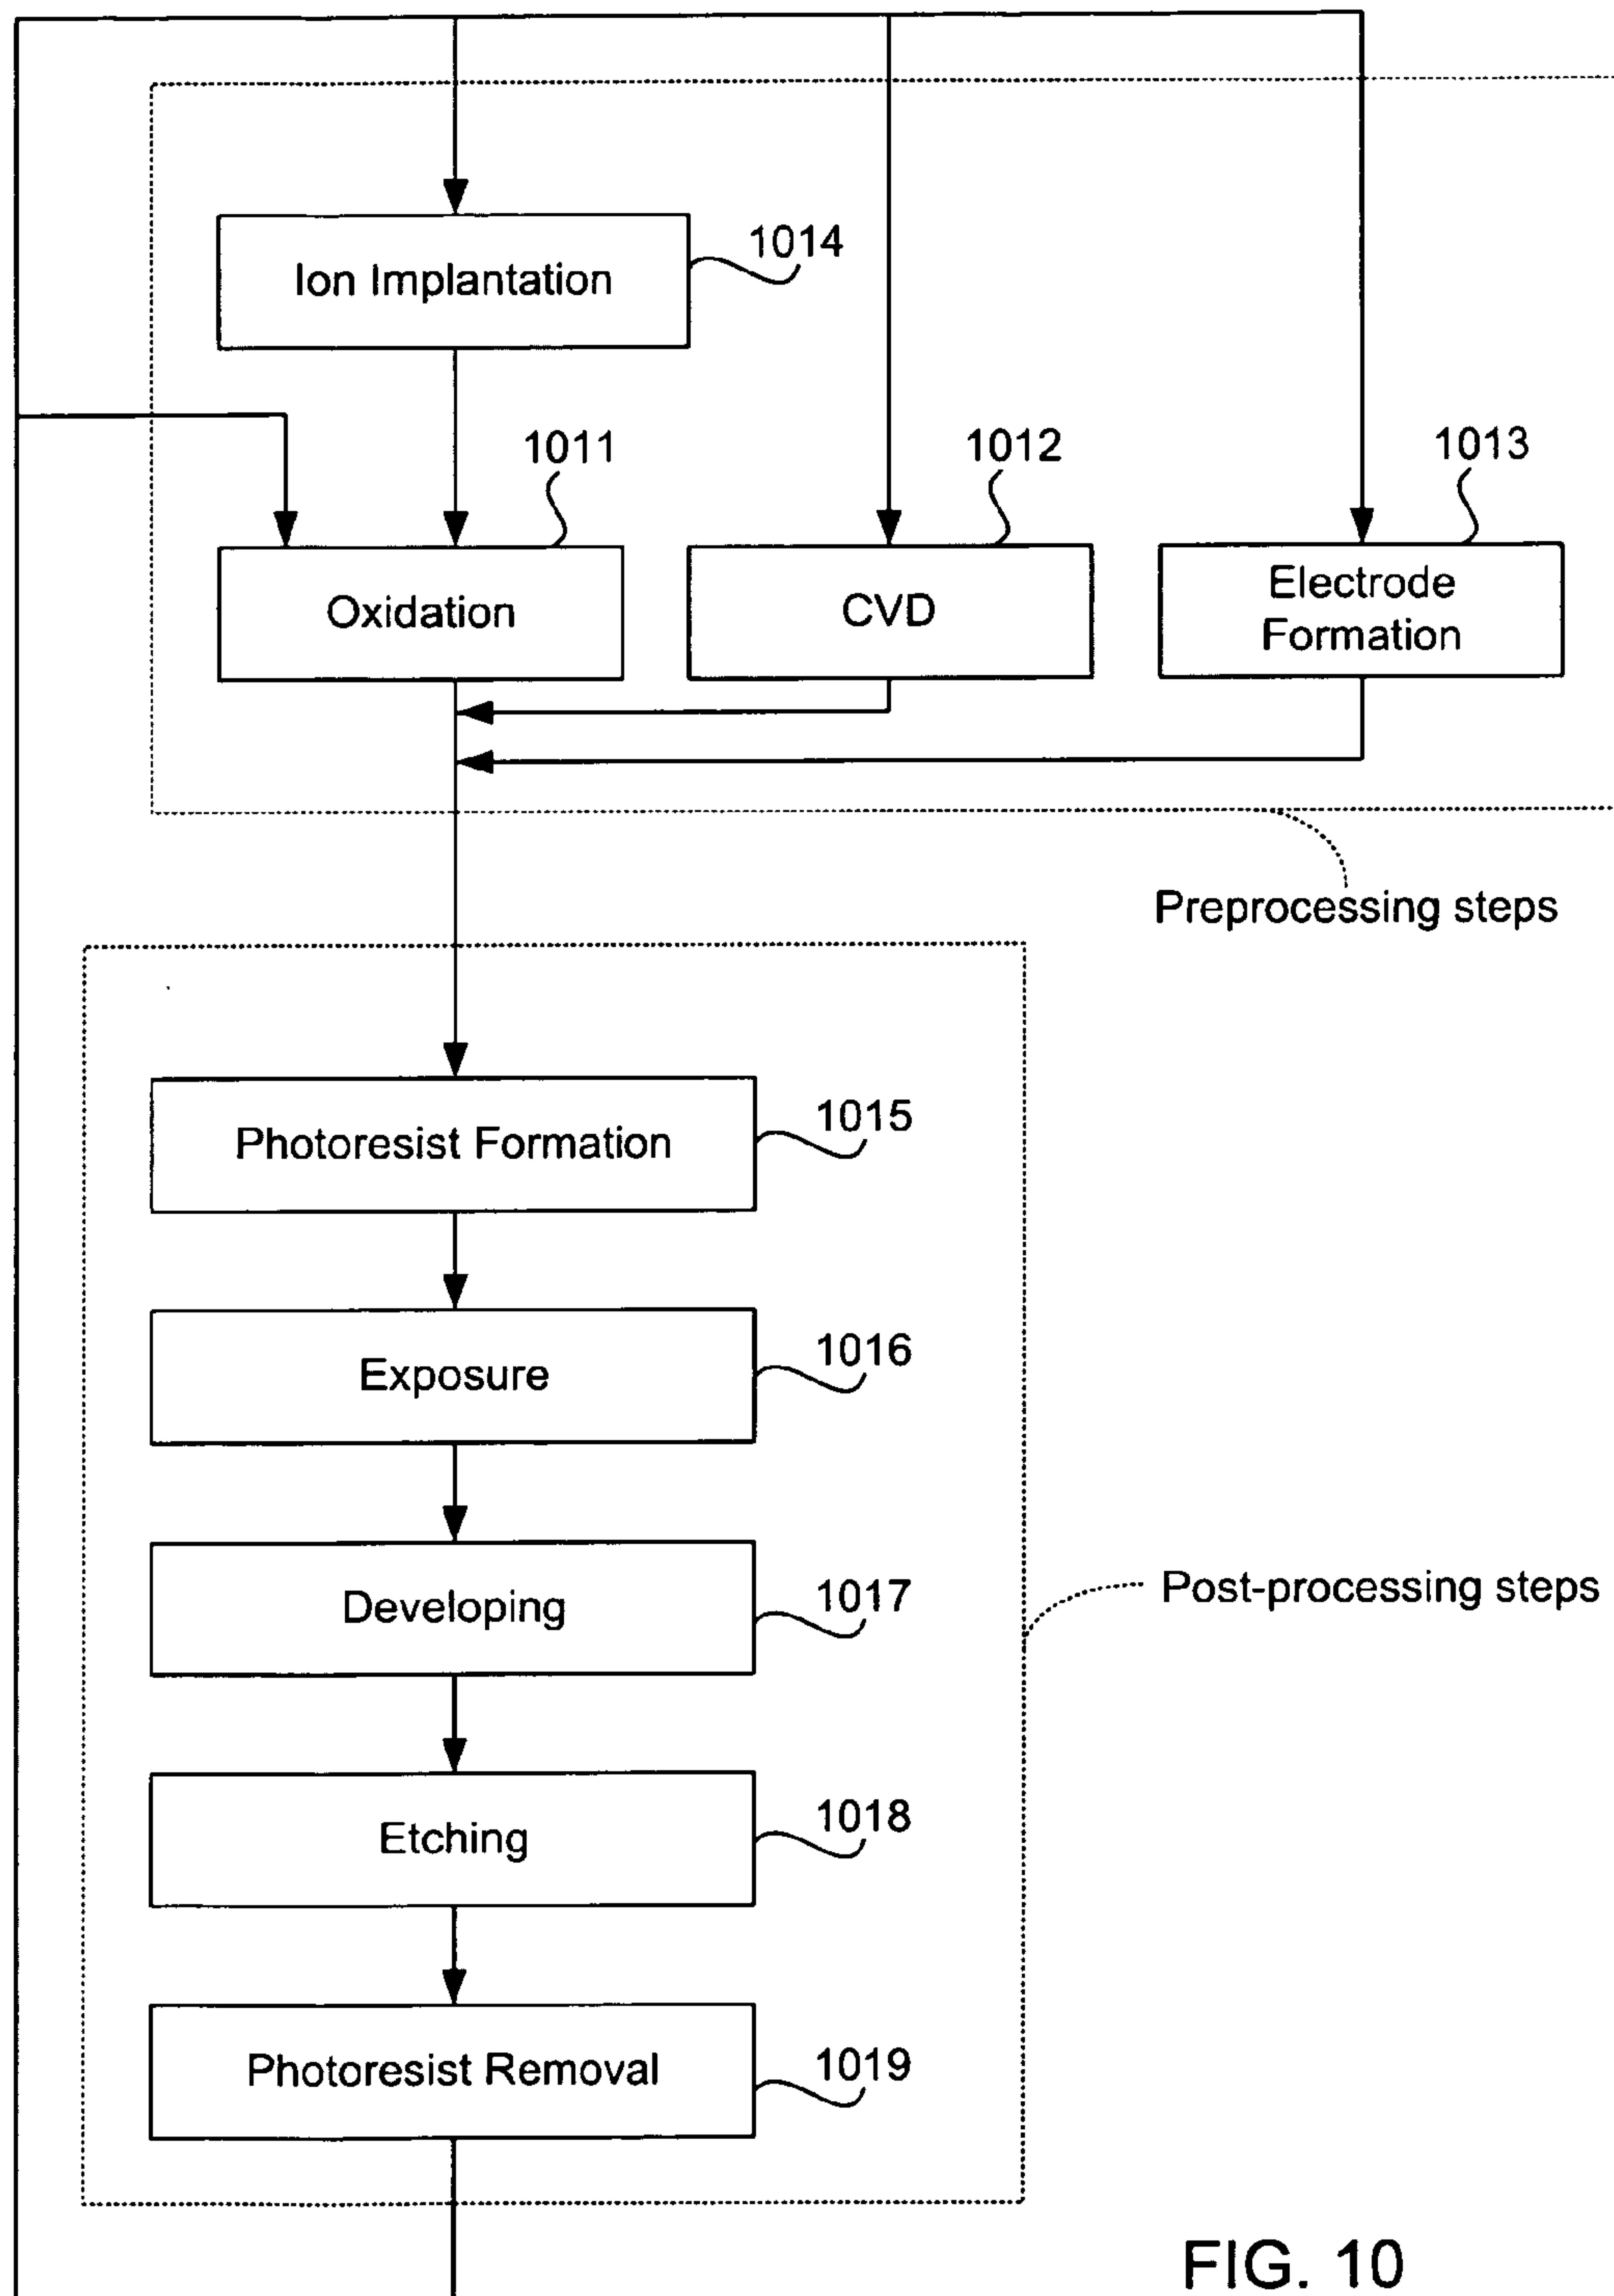 Ion Implantation
1014
1011
1012
1013
Oxidation
CVD
Electrode
Formation
Preprocessing steps
Photoresist Formation
1015
Exposure
1016
Developing
1017
Post-processing steps
Etching
1018
Photoresist Removal
1019
FIG. 10